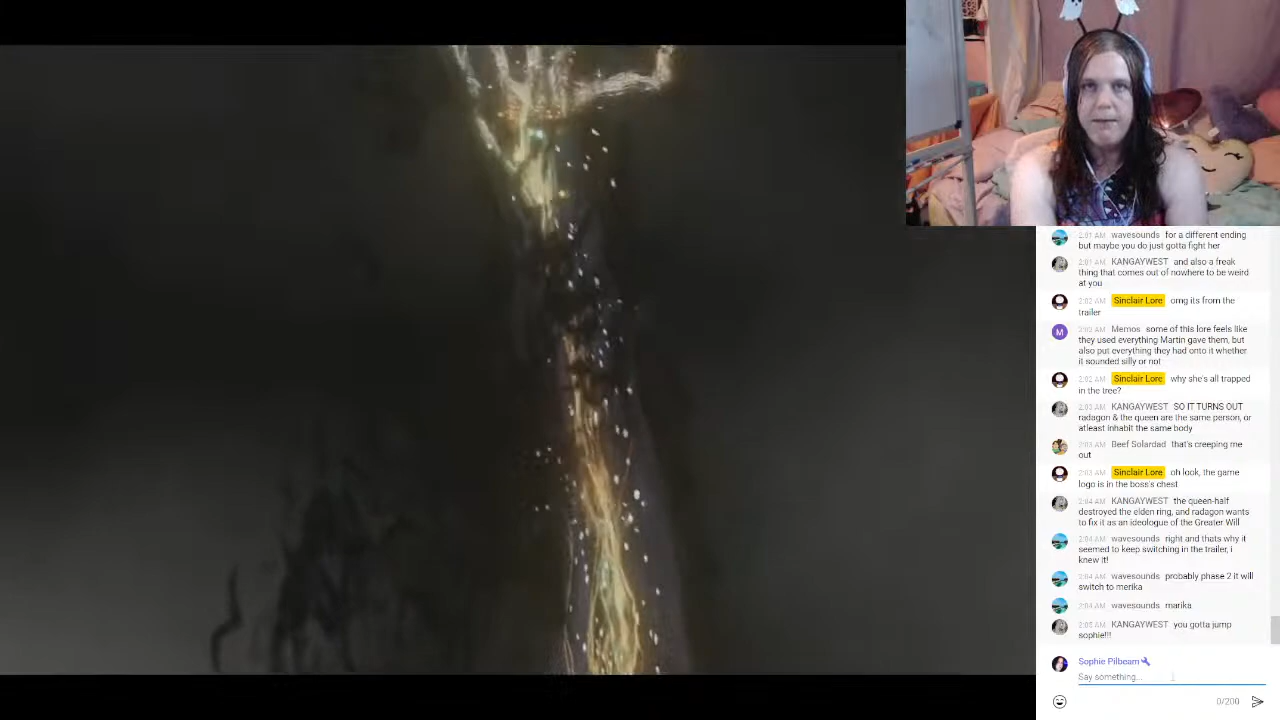 2:01 AM wavesounds for a different ending
but maybe you do just gotta fight her
2:01 AM KANGAYWEST and also a freak
thing that comes out of nowhere to be weird
at you
2:02 AM Sinclair Lore omg its from the
trailer
M 2:02 AM Memos some of this lore feels like
they used everything Martin gave them, but
also put everything they had onto it whether
it sounded silly or not
2:02 AM Sinclair Lore why she's all trapped
in the tree?
2:03 AM KANGAYWEST SO IT TURNS OUT
radagon & the queen are the same person, or
atleast inhabit the same body
2:03 AM Beef Solardad that's creeping me
out
2:03 AM Sinclair Lore oh look, the game
logo is in the boss's chest
2:04 AM KANGAYWEST the queen-half
destroyed the elden ring, and radagon wants
to fix it as an ideologue of the Greater Will
2:04 AM wavesounds right and thats why it
seemed to keep switching in the trailer, i
knew it!
2:04 AM wavesounds probably phase 2 it will
switch to merika
2:04 AM wavesounds marika
2:05 AM KANGAYWEST you gotta jump
sophie!!!
Sophie Pilbeam
Say something...
0/200